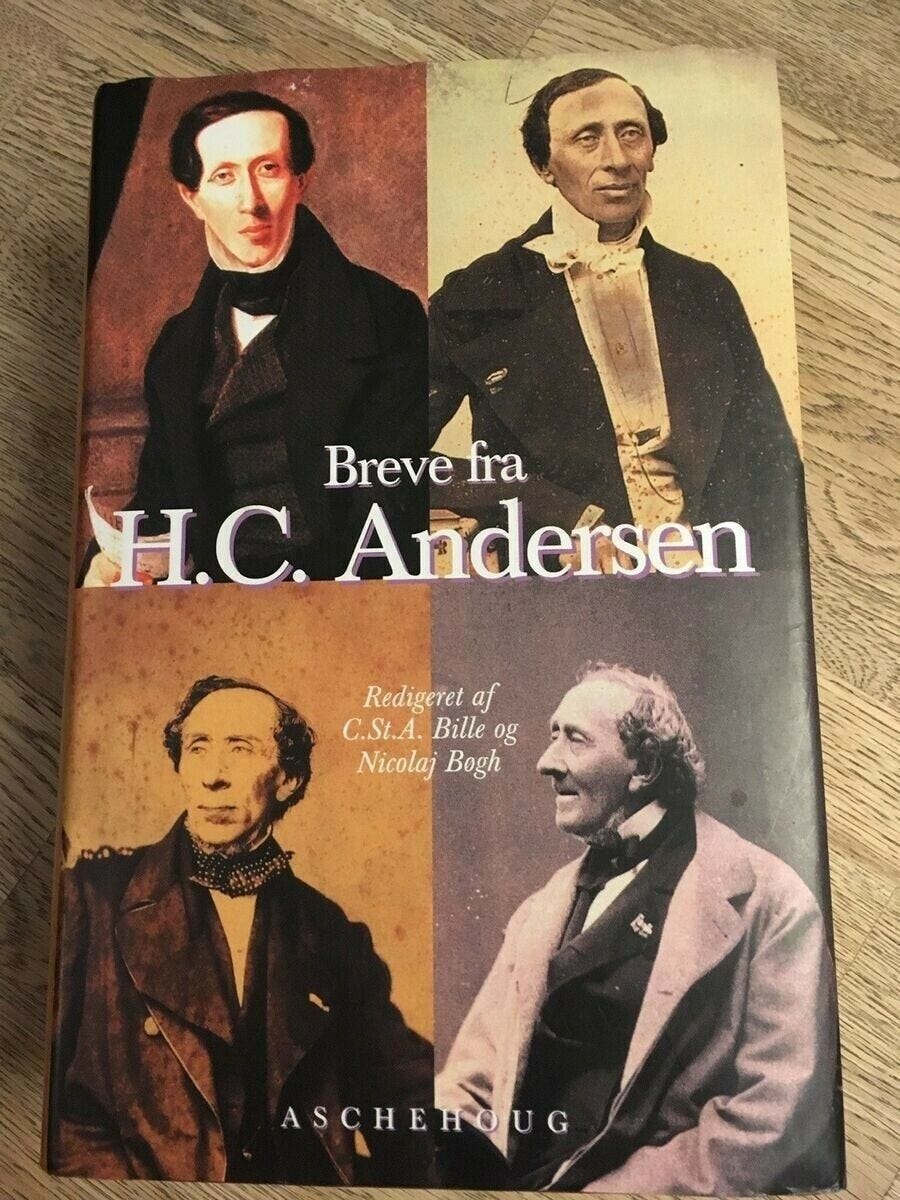 Breve fra
H.C. Andersen
Redigeret af
C.St.A. Bille og
Nicolaj Bøgh
ASCHEHOUG